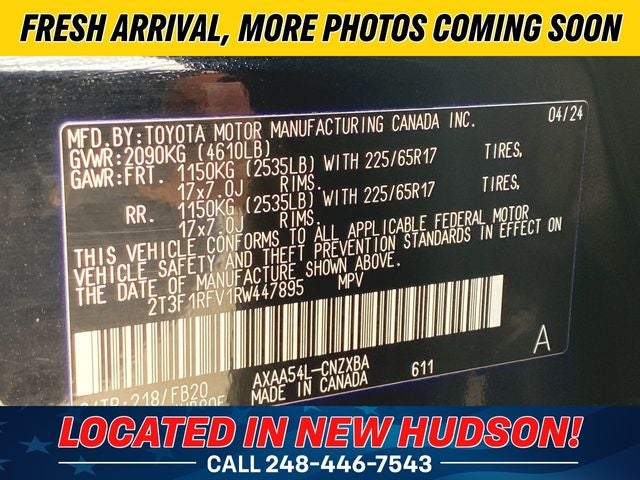 FRESH ARRIVAL, MORE PHOTOS COMING SOON
MFD.BY:TOYOTA MOTOR MANUFACTURING CANADA INC. 04/24
GVWR:2090KG (4610LB)
GAWR:FRT. 1150KG (2535LB) WITH 225/65R17 TIRES,
17x7.0J RIMS.
RR. 1150KG (2535LB) WITH 225/65R17 TIRES,
17x7.0J RIMS.
THIS VEHICLE CONFORMS TO ALL APPLICABLE FEDERAL MOTOR
VEHICLE SAFETY AND THEFT PREVENTION STANDARDS IN EFFECT ON
THE DATE OF MANUFACTURE SHOWN ABOVE.
2T3F1RFV1RW447895 MPV
218/FB20 AXAA54L-CNZXBA 611 A
MADE IN CANADA
LOCATED IN NEW HUDSON!
CALL 248-446-7543